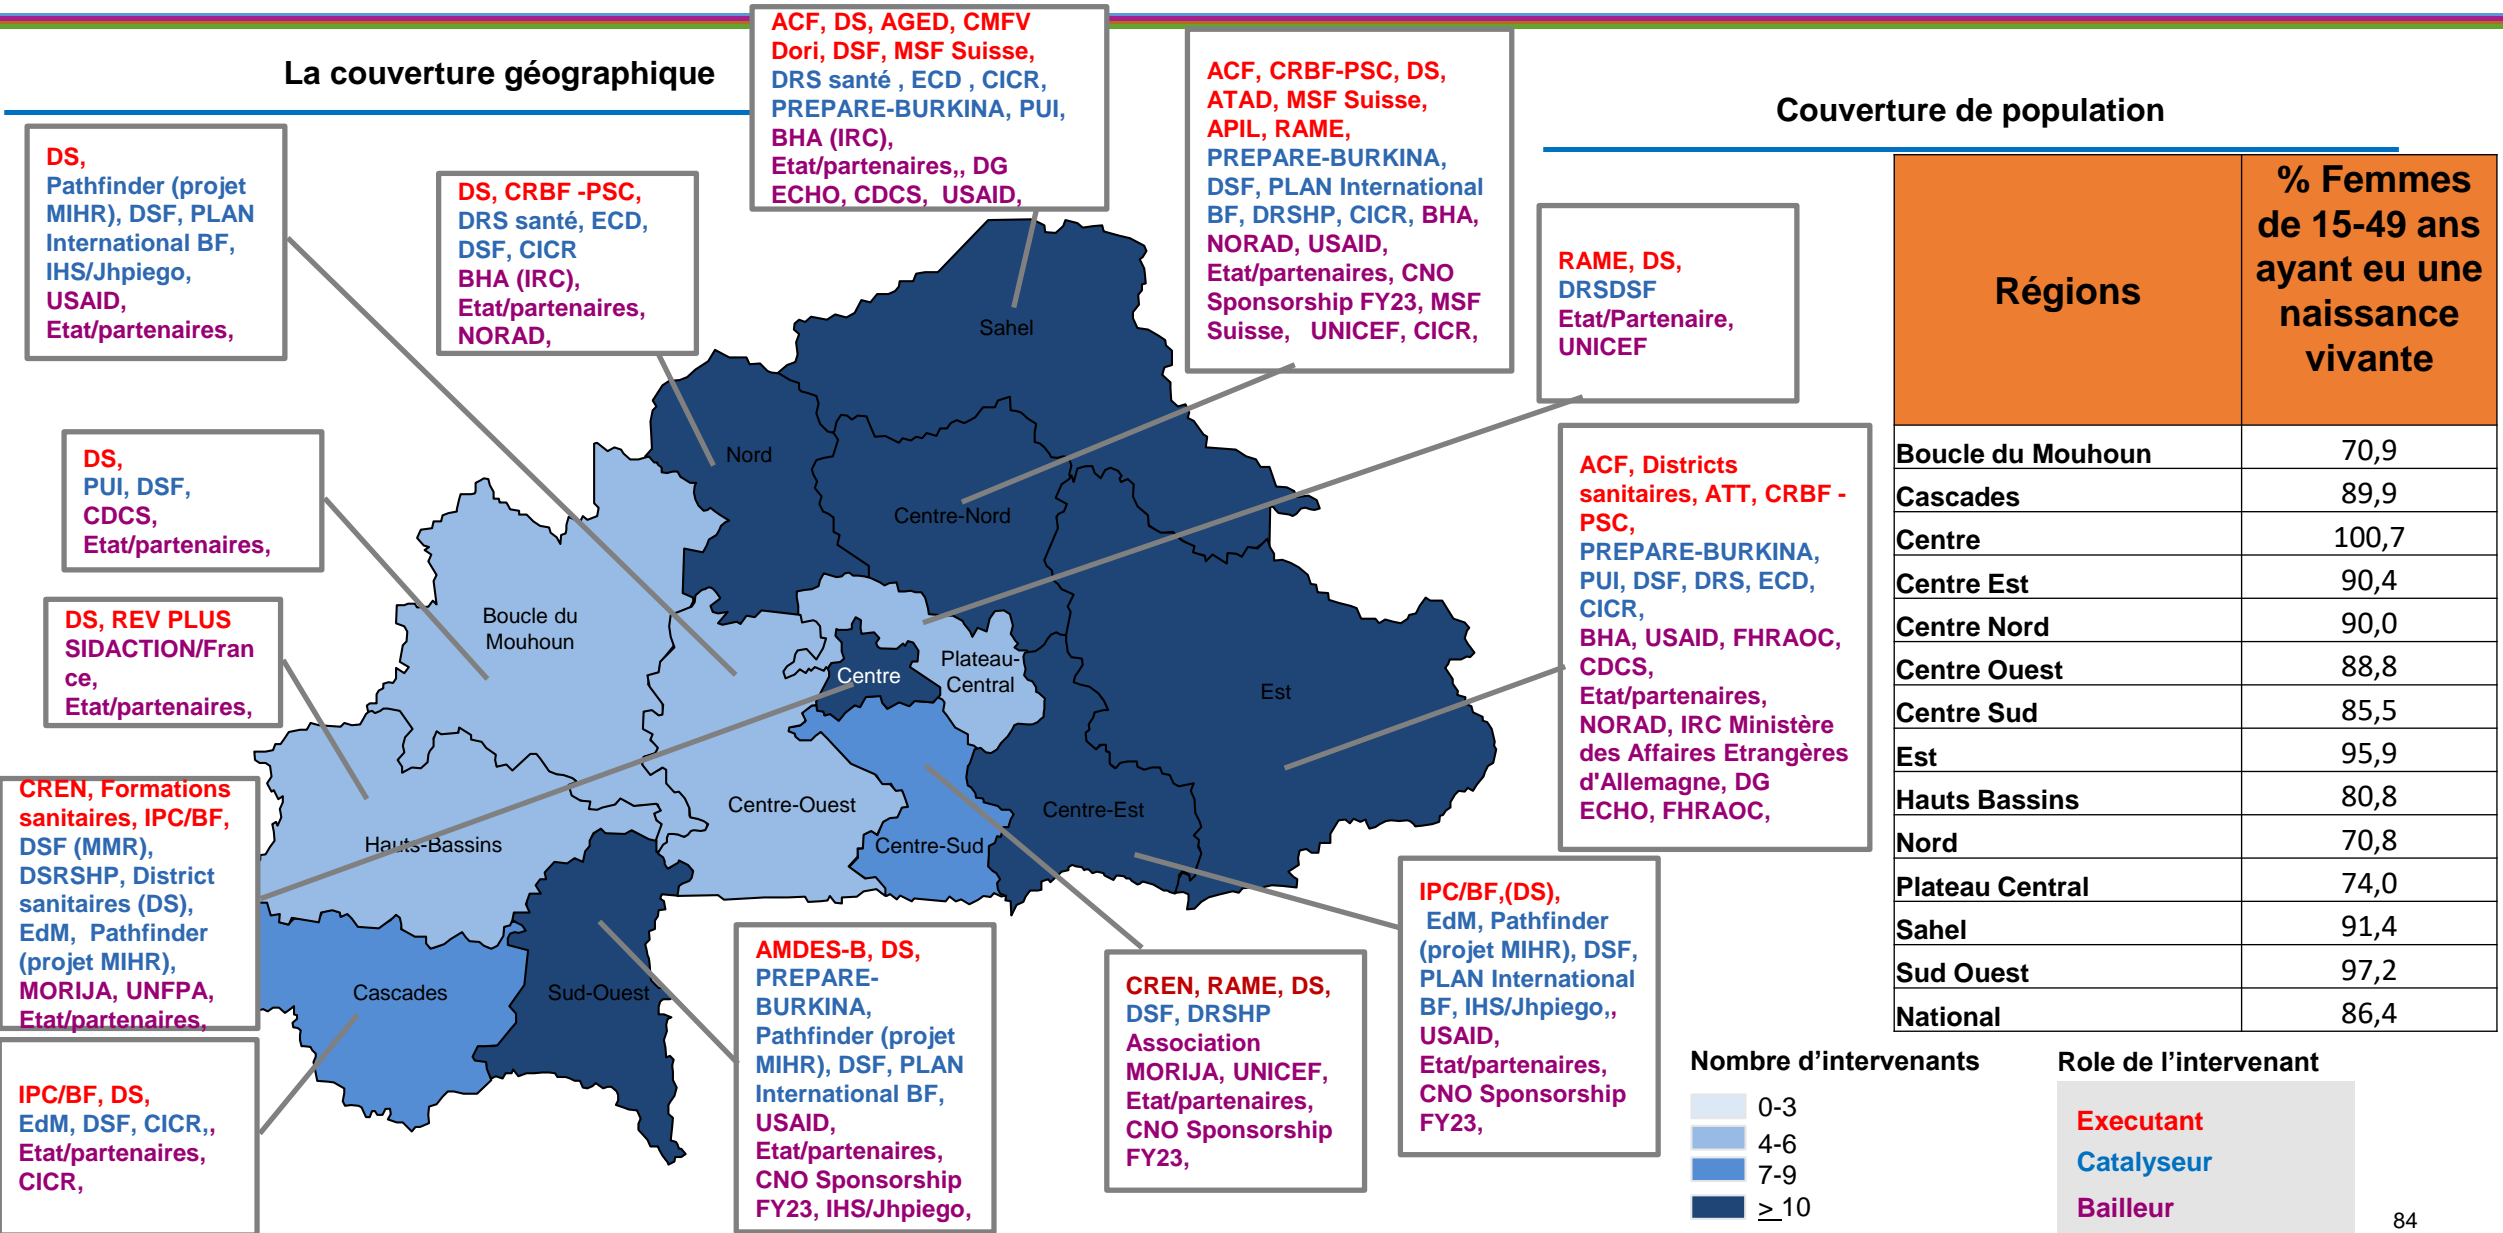 La couverture géographique
ACF, DS, AGED, CMFV
Dori, DSF, MSF Suisse,
DRS santé , ECD , CICR,
PREPARE-BURKINA, PUI,
BHA (IRC),
Etat/partenaires,, DG
ECHO, CDCS, USAID,
ACF, CRBF-PSC, DS,
ATAD, MSF Suisse,
APIL, RAME,
PREPARE-BURKINA,
DSF, PLAN International
BF, DRSHP, CICR, BHA,
NORAD, USAID,
Etat/partenaires, CNO
Sponsorship FY23, MSF
Suisse, UNICEF, CICR,
DS,
Pathfinder (projet
MIHR), DSF, PLAN
International BF,
IHS/Jhpiego,
USAID,
Etat/partenaires,
DS, CRBF -PSC,
DRS santé, ECD,
DSF, CICR
BHA (IRC),
Etat/partenaires,
NORAD,
RAME, DS,
DRSDSF
Etat/Partenaire,
UNICEF
DS,
PUI, DSF,
CDCS,
Etat/partenaires,
ACF, Districts
sanitaires, ATT, CRBF -
PSC,
PREPARE-BURKINA,
PUI, DSF, DRS, ECD,
CICR,
BHA, USAID, FHRAOC,
CDCS,
Etat/partenaires,
NORAD, IRC Ministère
des Affaires Etrangères
d'Allemagne, DG
ECHO, FHRAOC,
DS, REV PLUS
SIDACTION/Fran
ce,
Etat/partenaires,
CREN, Formations
sanitaires, IPC/BF,
DSF (MMR),
DSRSHP, District
sanitaires (DS),
EdM, Pathfinder
(projet MIHR),
MORIJA, UNFPA,
Etat/partenaires,
IPC/BF, DS,
EdM, DSF, CICR,,
Etat/partenaires,
CICR,
AMDES-B, DS,
PREPARE-
BURKINA,
Pathfinder (projet
MIHR), DSF, PLAN
International BF,
USAID,
Etat/partenaires,
CNO Sponsorship
FY23, IHS/Jhpiego,
CREN, RAME, DS,
DSF, DRSHP
Association
MORIJA, UNICEF,
Etat/partenaires,
CNO Sponsorship
FY23,
IPC/BF,(DS),
EdM, Pathfinder
(projet MIHR), DSF,
PLAN International
BF, IHS/Jhpiego,,
USAID,
Etat/partenaires,
CNO Sponsorship
FY23,
Sahel
Nord
Centre-Nord
Boucle du
Mouhoun
Plateau-
Central
Centre
Est
Centre-Ouest
Centre-Est
Hauts-Bassins
Centre-Sud
Cascades
Sud-Ouest
Couverture de population
Régions
% Femmes
de 15-49 ans
ayant eu une
naissance
vivante
Boucle du Mouhoun 70,9
Cascades 89,9
Centre 100,7
Centre Est 90,4
Centre Nord 90,0
Centre Ouest 88,8
Centre Sud 85,5
Est 95,9
Hauts Bassins 80,8
Nord 70,8
Plateau Central 74,0
Sahel 91,4
Sud Ouest 97,2
National 86,4
Nombre d’intervenants
0-3
4-6
7-9
> 10
Role de l’intervenant
Executant
Catalyseur
Bailleur
84